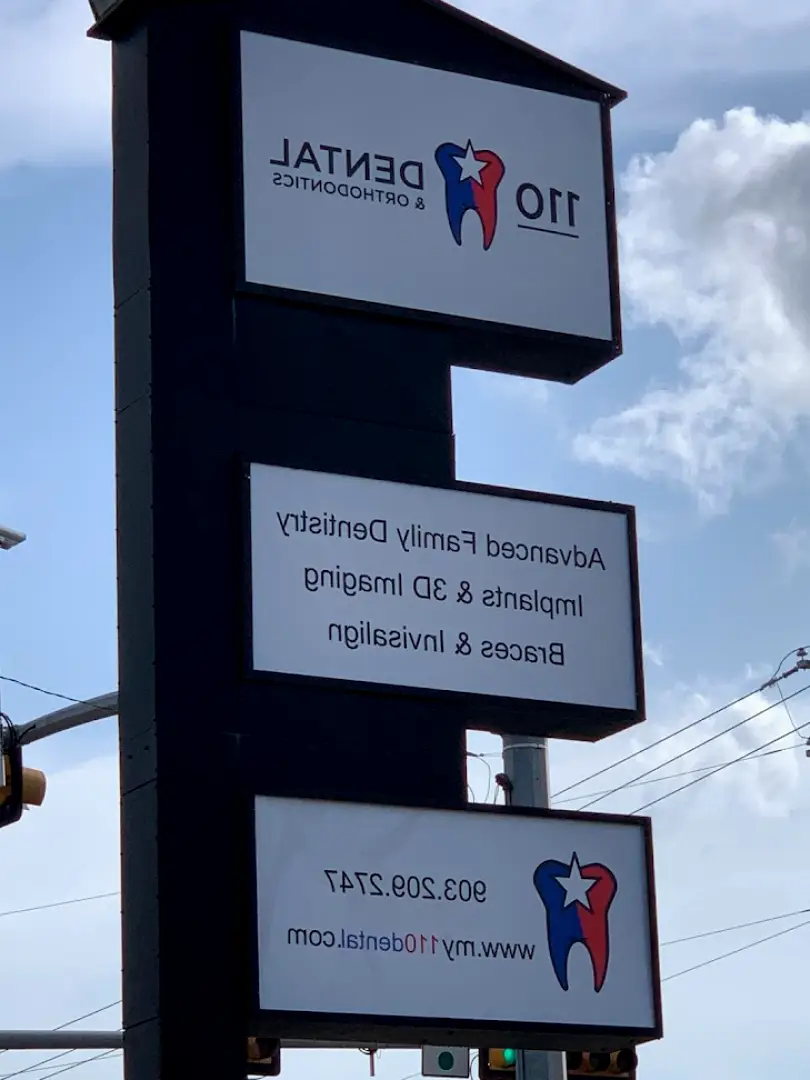 110 DENTAL
& ORTHODONTICS
Advanced Family Dentistry
Implants & 3D Imaging
Braces & Invisalign
903.209.2747
www.my110dental.com